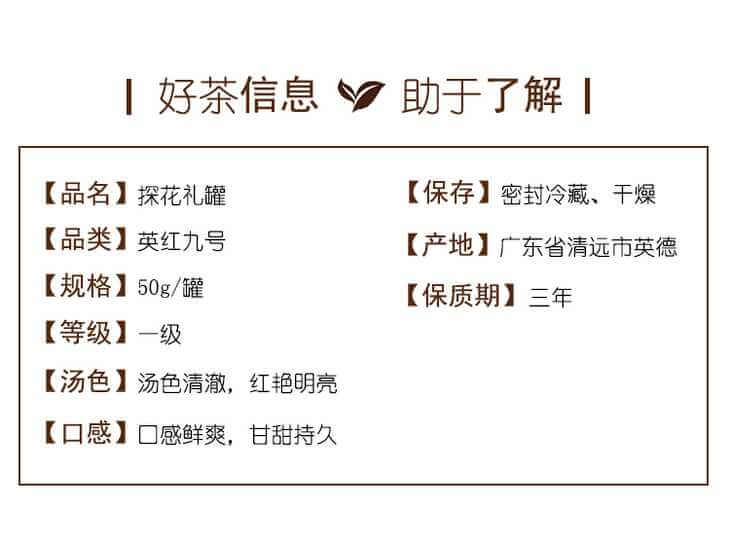 好茶信息 助于了解
【品名】探花礼罐
【品类】英红九号
【规格】50g/罐
【等级】一级
【汤色】汤色清澈，红艳明亮
【口感】口感鲜爽，甘甜持久
【保存】密封冷藏、干燥
【产地】广东省清远市英德
【保质期】三年